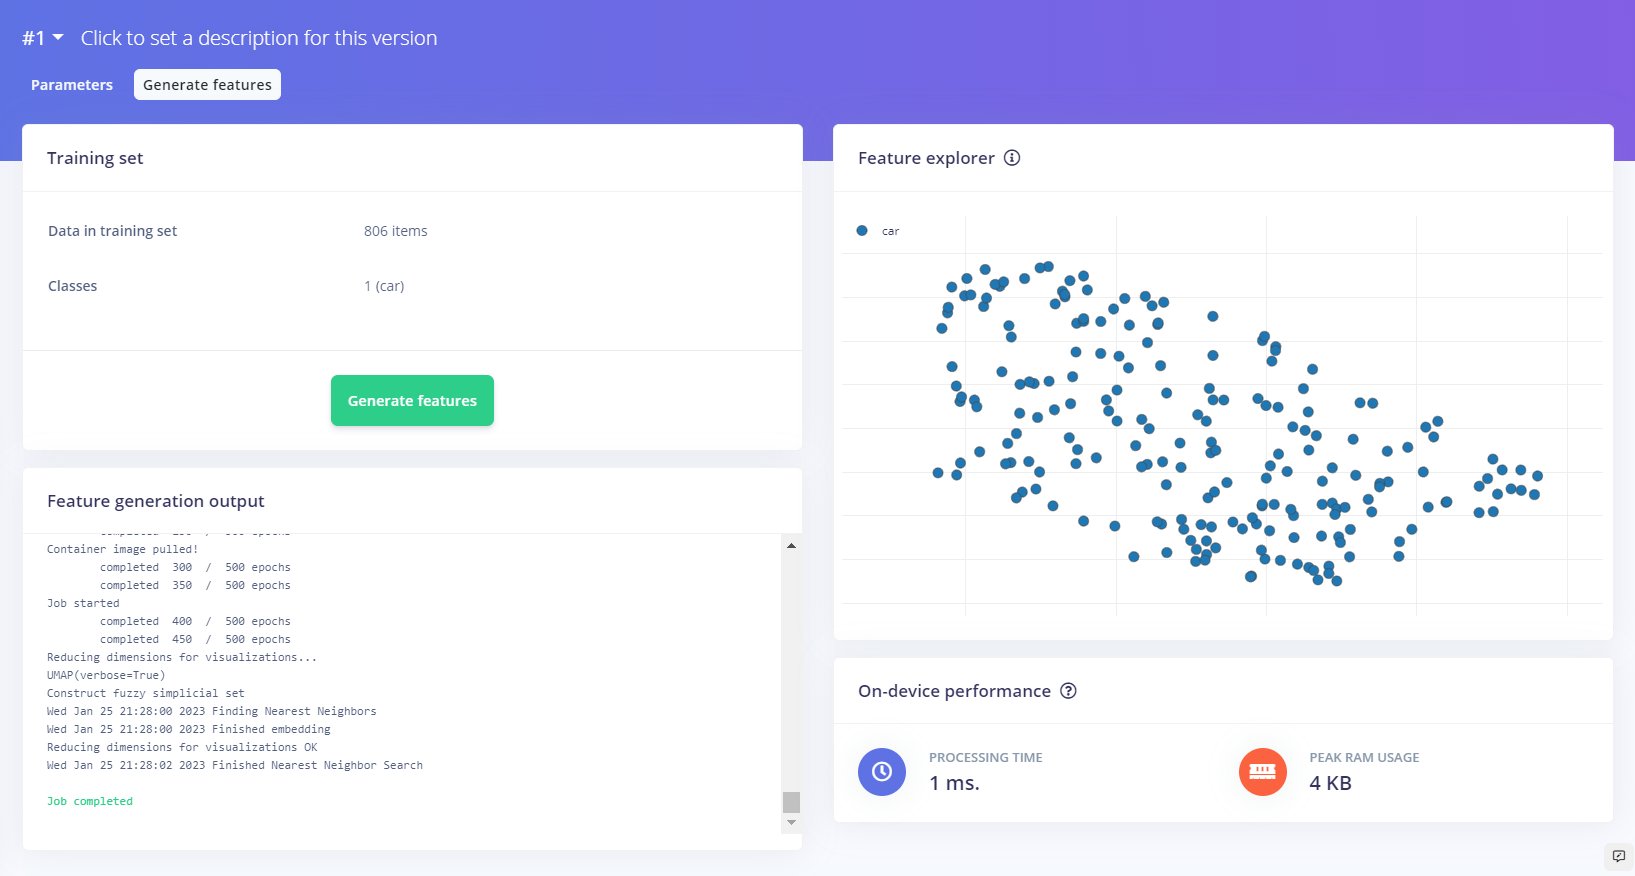 #1 Click to set a description for this version
Parameters Generate features
Training set
Data in training set 806 items
Classes 1 (car)
Generate features
Feature generation output
Container image pulled!
completed 300 / 500 epochs
completed 350 / 500 epochs
Job started
completed 400 / 500 epochs
completed 450 / 500 epochs
Reducing dimensions for visualizations...
UMAP(verbose=True)
Construct fuzzy simplicial set
Wed Jan 25 21:28:00 2023 Finding Nearest Neighbors
Wed Jan 25 21:28:00 2023 Finished embedding
Reducing dimensions for visualizations OK
Wed Jan 25 21:28:02 2023 Finished Nearest Neighbor Search
Job completed
Feature explorer
car
On-device performance
PROCESSING TIME
1 ms.
PEAK RAM USAGE
4 KB